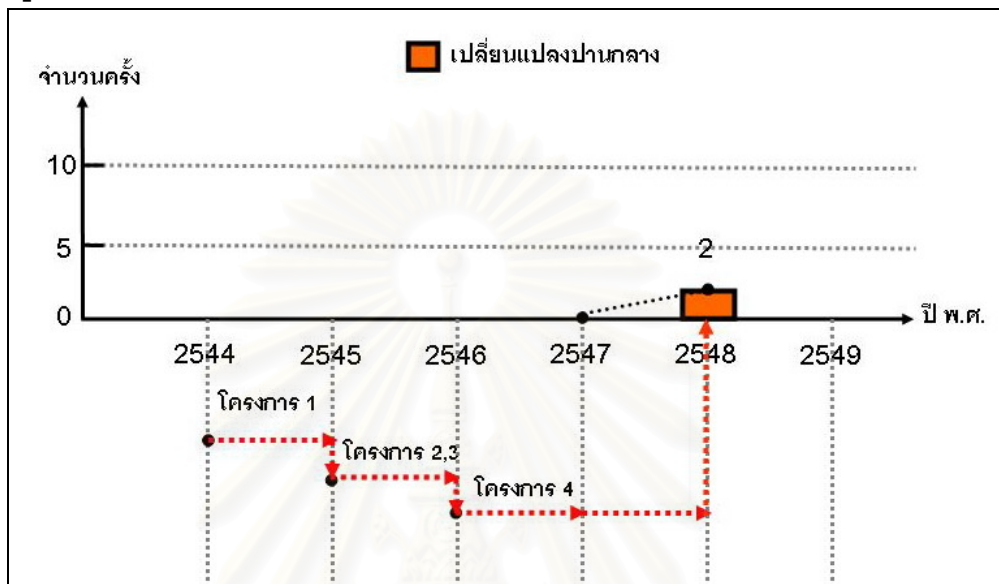 เปลี่ยนแปลงปานกลาง
จำนวนครั้ง
10
5
2
0
ปี พ.ศ.
2544 2545 2546 2547 2548 2549
โครงการ 1
โครงการ 2,3
โครงการ 4